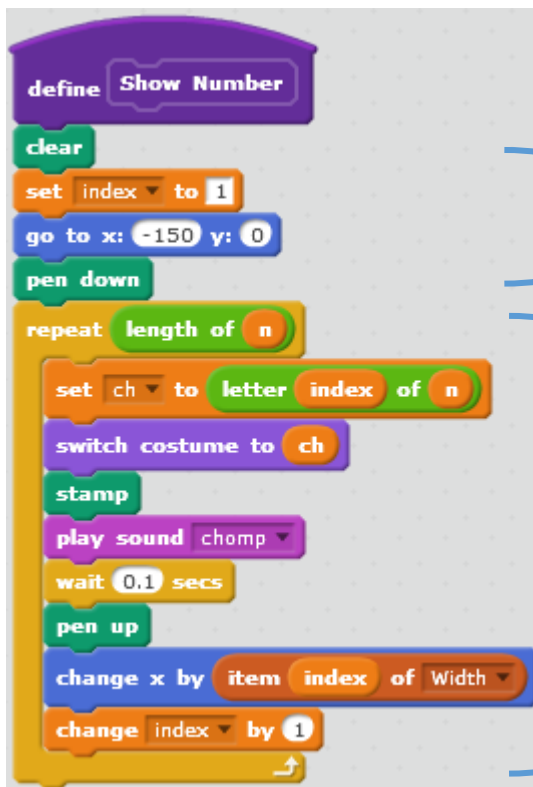 define Show Number
clear
set index to 1
go to x: -150 y: 0
pen down
repeat length of n
set ch to letter index of n
switch costume to ch
stamp
play sound chomp
wait 0.1 secs
pen up
change x by item index of Width
change index by 1